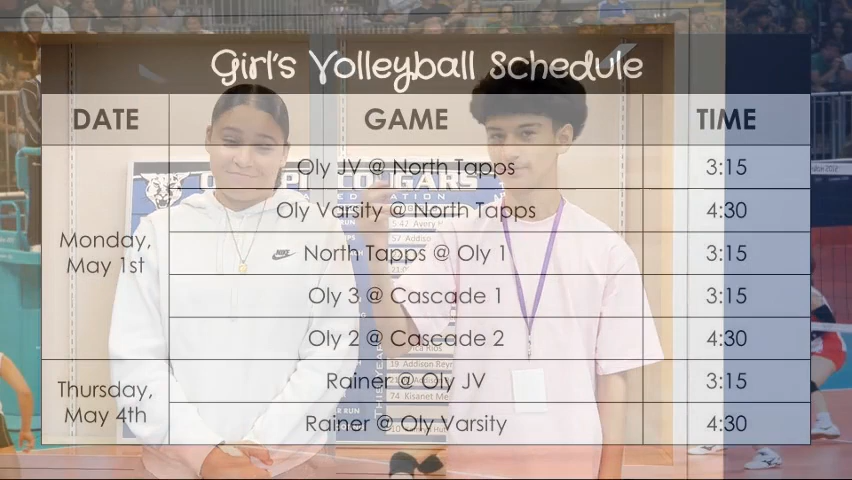 Girl's Volleyball Schedule
DATE GAME TIME
Monday, May 1st
Oly JV @ North Tapps 3:15
Oly Varsity @ North Tapps 4:30
North Tapps @ Oly 1 3:15
Oly 3 @ Cascade 1 3:15
Oly 2 @ Cascade 2 4:30
Thursday, May 4th
Rainer @ Oly JV 3:15
Rainer @ Oly Varsity 4:30
COUGARS
NIKE